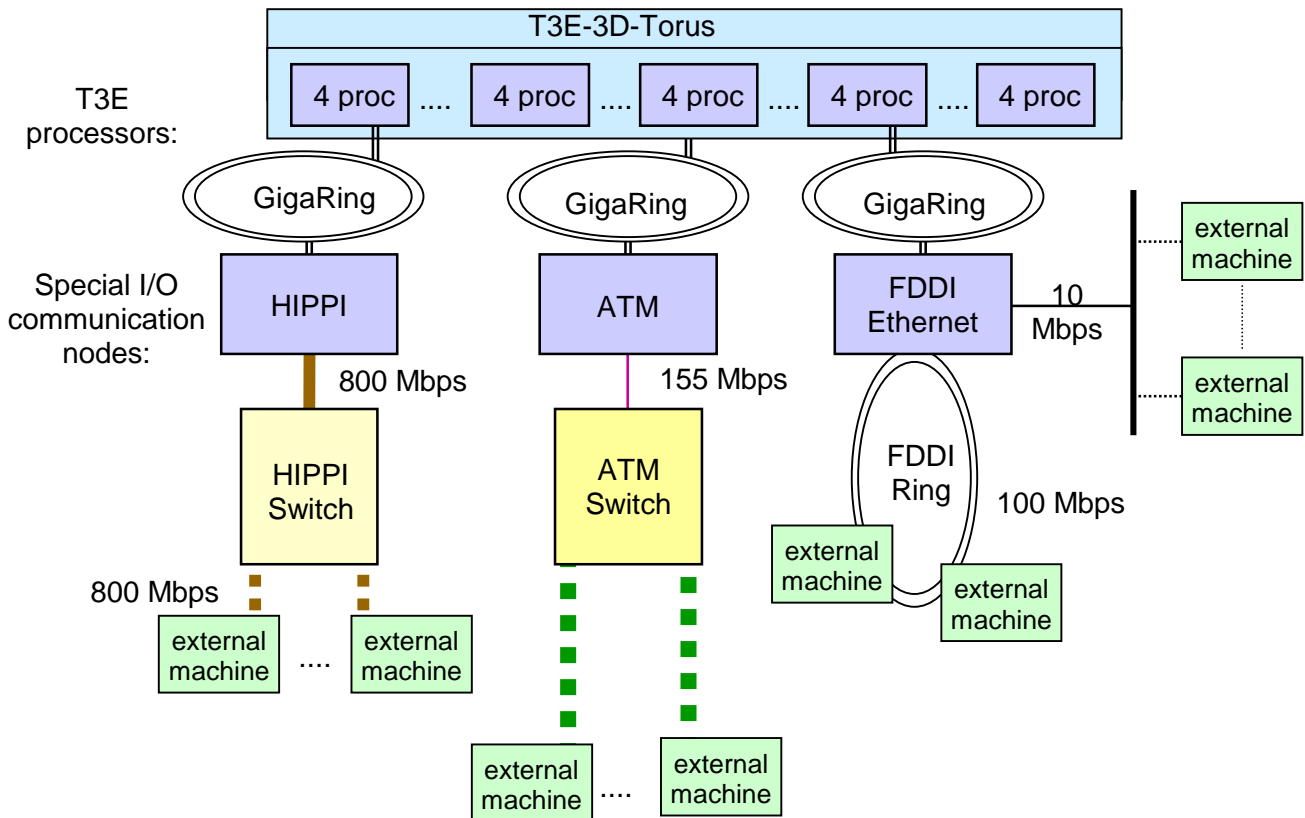 T3E-3D-Torus
T3E
processors:
4 proc .... 4 proc .... 4 proc .... 4 proc .... 4 proc
GigaRing
GigaRing
GigaRing
Special I/O
communication
nodes:
HIPPI
ATM
FDDI
Ethernet
10
Mbps
external
machine
external
machine
800 Mbps
155 Mbps
HIPPI
Switch
ATM
Switch
FDDI
Ring
100 Mbps
external
machine
external
machine
800 Mbps
external
machine
....
external
machine
external
machine
....
external
machine